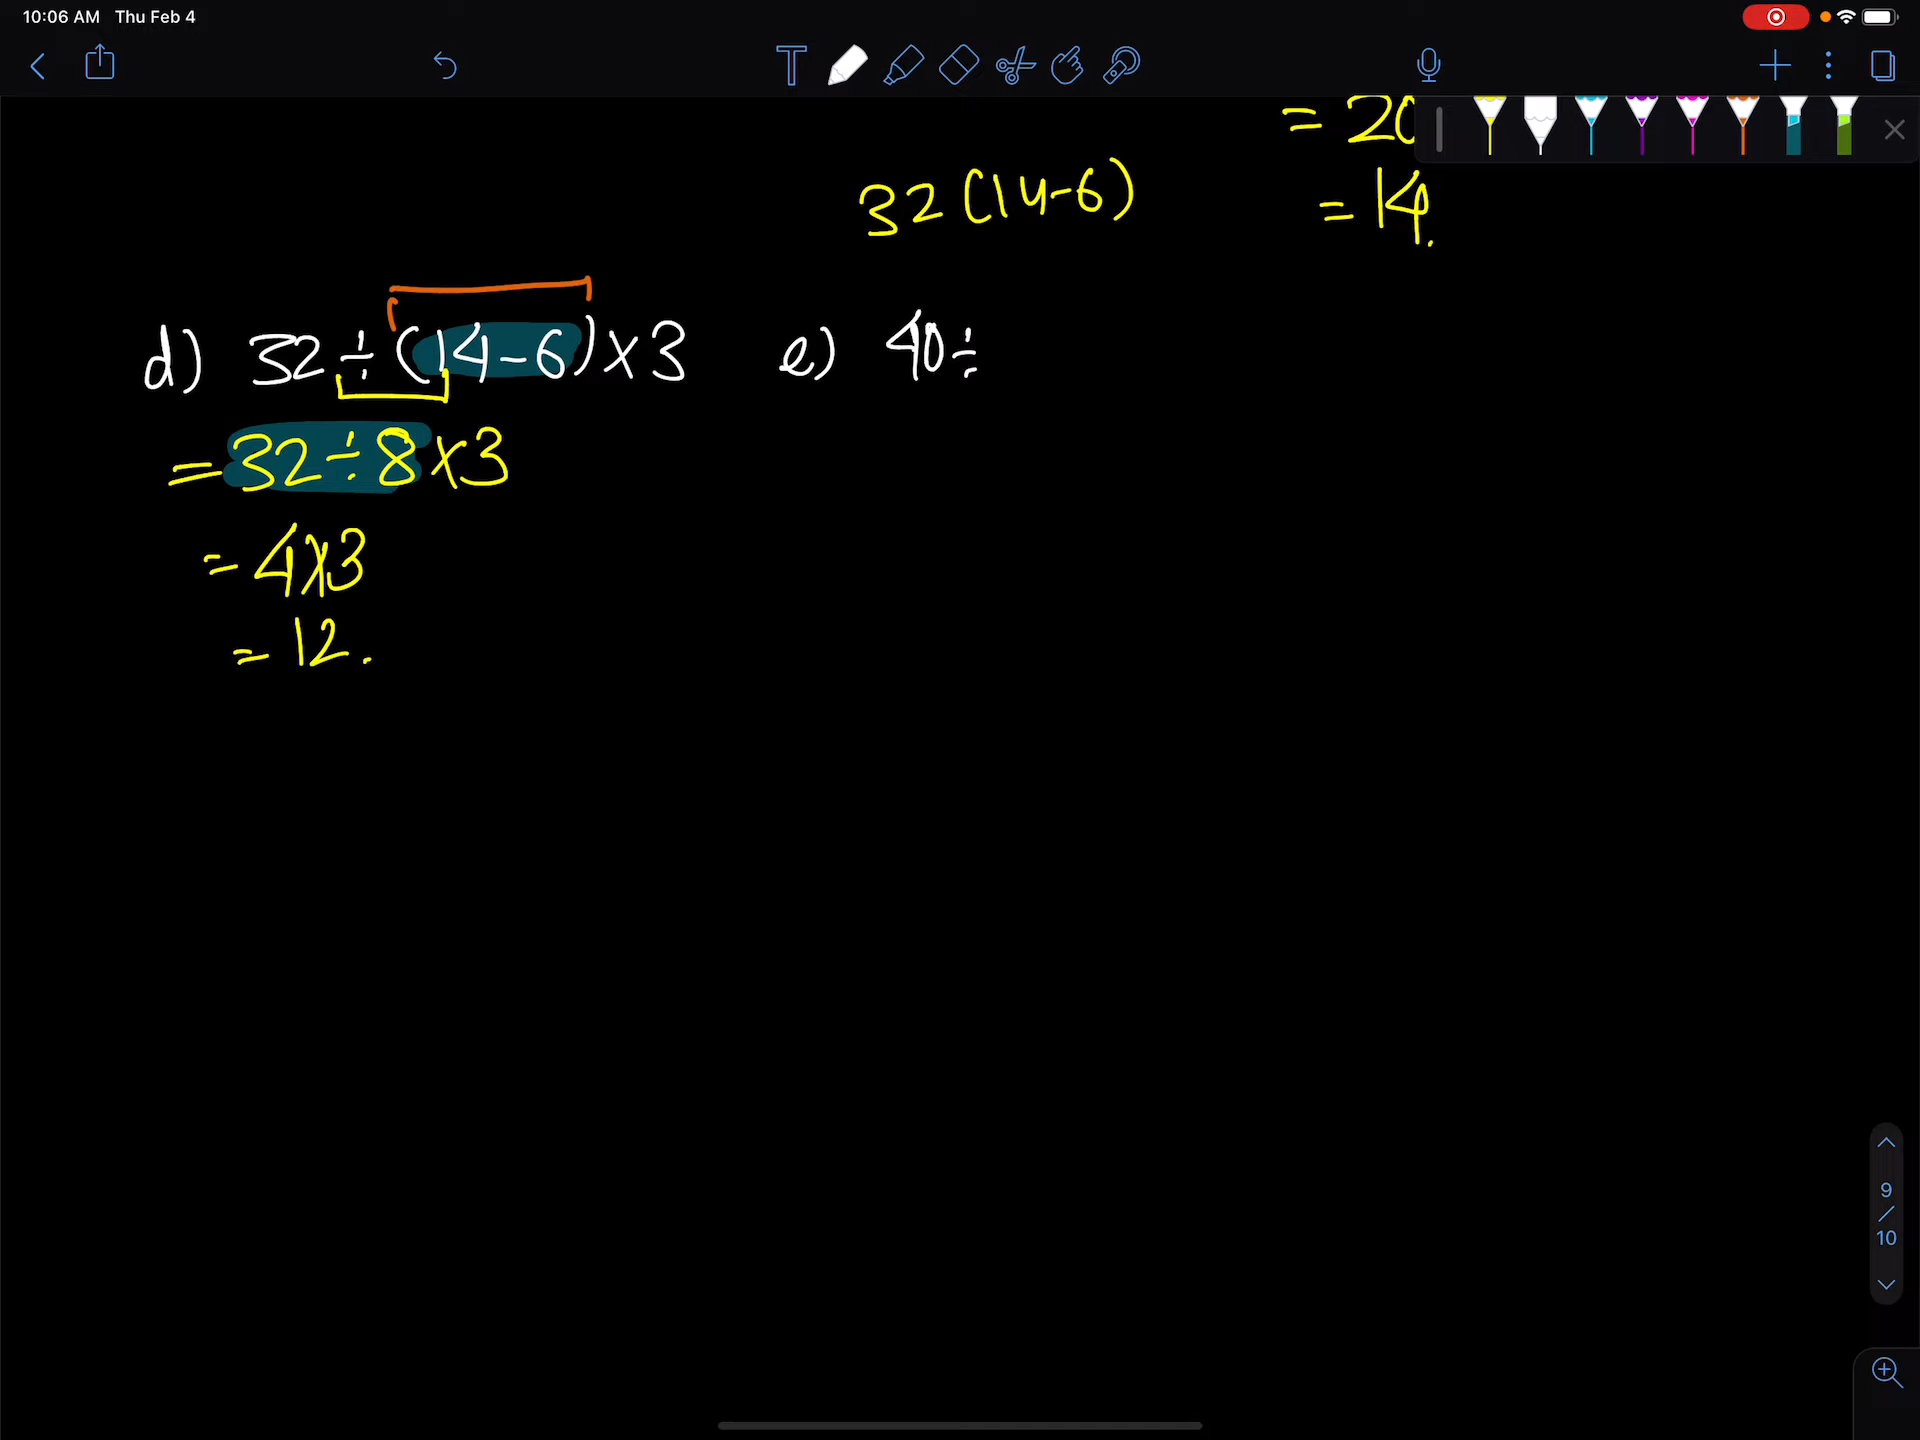 10:06 AM Thu Feb 4
= 20
32 (14-6)
= 14.
d) 32 ÷ (14-6) × 3
e) 40 ÷
= 32 ÷ 8 × 3
= 4 × 3
= 12.
9
/
10